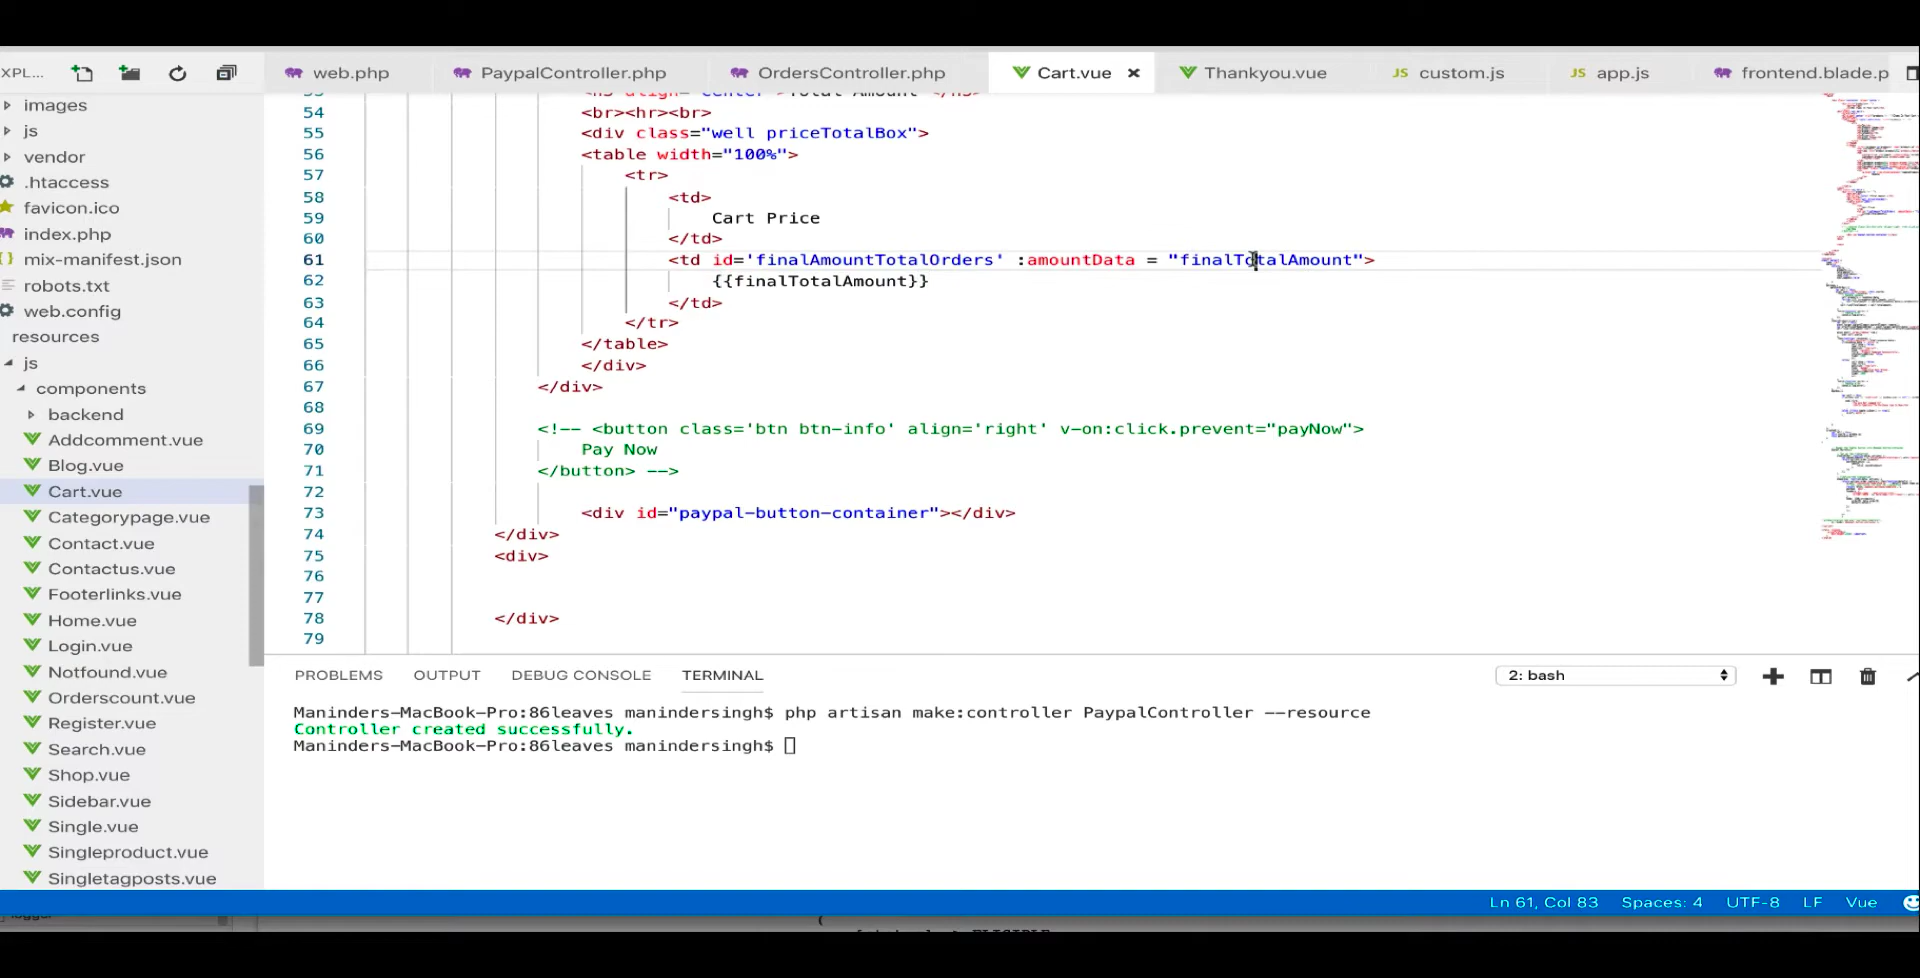 XPL...
web.php
PaypalController.php
OrdersController.php
Cart.vue
Thankyou.vue
JS custom.js
JS app.js
frontend.blade.p
images
js
vendor
.htaccess
favicon.ico
index.php
mix-manifest.json
robots.txt
web.config
resources
js
components
backend
Addcomment.vue
Blog.vue
Cart.vue
Categorypage.vue
Contact.vue
Contactus.vue
Footerlinks.vue
Home.vue
Login.vue
Notfound.vue
Orderscount.vue
Register.vue
Search.vue
Shop.vue
Sidebar.vue
Single.vue
Singleproduct.vue
Singletagposts.vue
54 <br><hr><br>
55 <div class="well priceTotalBox">
56 <table width="100%">
57 <tr>
58 <td>
59 Cart Price
60 </td>
61 <td id='finalAmountTotalOrders' :amountData = "finalTotalAmount">
62 {{finalTotalAmount}}
63 </td>
64 </tr>
65 </table>
66 </div>
67 </div>
68
69 <!-- <button class='btn btn-info' align='right' v-on:click.prevent="payNow">
70 Pay Now
71 </button> -->
72
73 <div id="paypal-button-container"></div>
74 </div>
75 <div>
76
77
78 </div>
79
PROBLEMS OUTPUT DEBUG CONSOLE TERMINAL
2: bash
Maninders-MacBook-Pro:86leaves manindersingh$ php artisan make:controller PaypalController --resource
Controller created successfully.
Maninders-MacBook-Pro:86leaves manindersingh$
Ln 61, Col 83 Spaces: 4 UTF-8 LF Vue